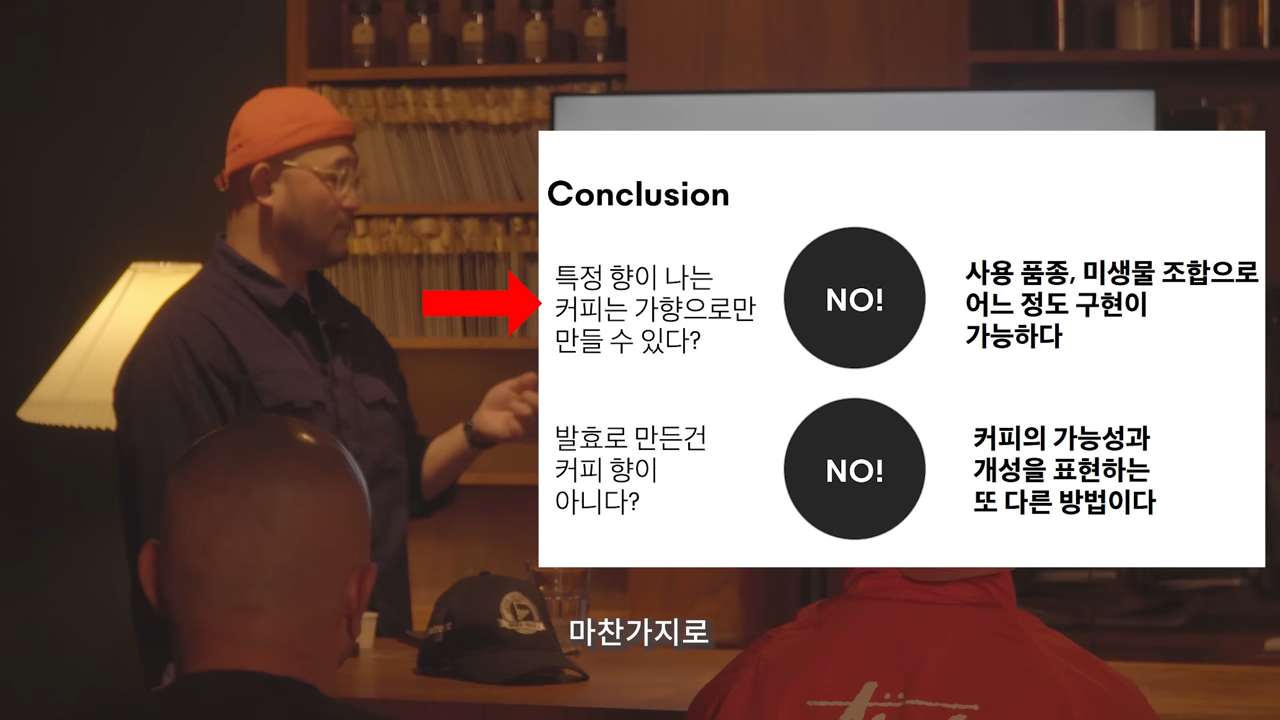 Conclusion
특정 향이 나는
커피는 가향으로만
만들 수 있다?
NO!
사용 품종, 미생물 조합으로
어느 정도 구현이
가능하다
발효로 만든건
커피 향이
아니다?
NO!
커피의 가능성과
개성을 표현하는
또 다른 방법이다
마찬가지로